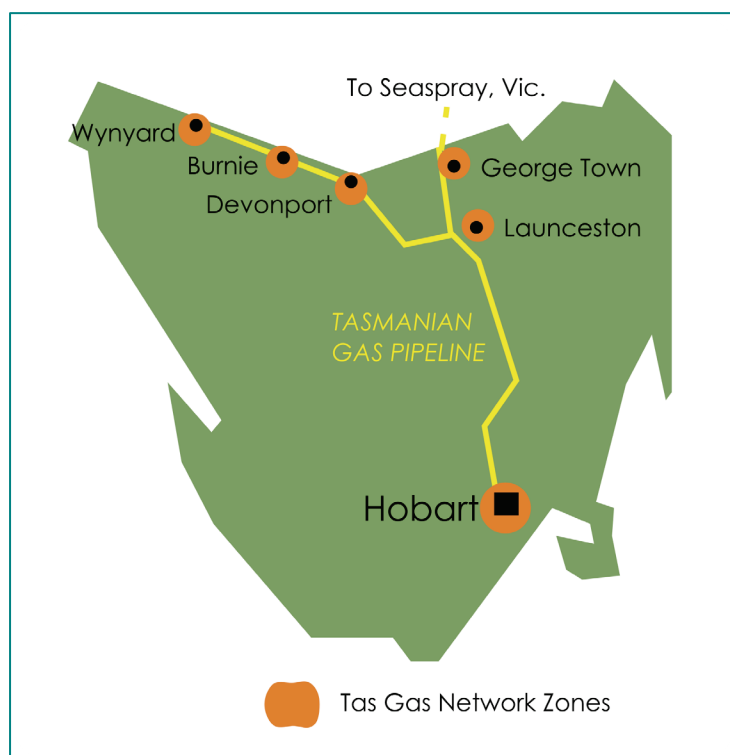 To Seaspray, Vic.
Wynyard
Burnie
George Town
Devonport
Launceston
TASMANIAN
GAS PIPELINE
Hobart
Tas Gas Network Zones